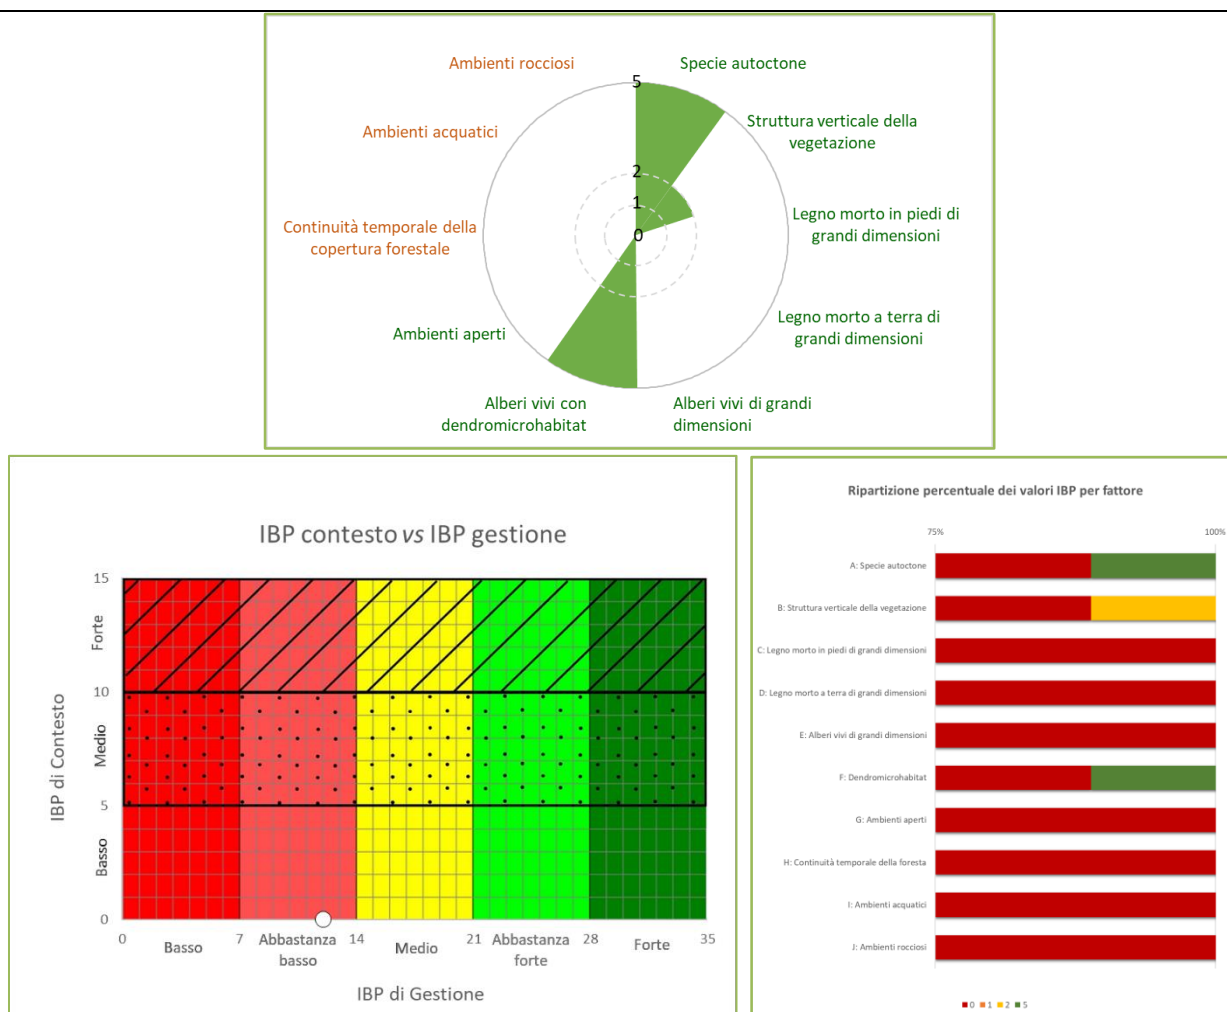 Ambienti rocciosi
Specie autoctone
5
Ambienti acquatici
Struttura verticale della
vegetazione
2
1
Continuità temporale della
copertura forestale
Legno morto in piedi di
grandi dimensioni
0
Ambienti aperti
Legno morto a terra di
grandi dimensioni
Alberi vivi con
dendromicrohabitat
Alberi vivi di grandi
dimensioni
IBP contesto vs IBP gestione
15
Forte
10
Medio
5
Basso
0
IBP di Contesto
0 7 14 21 28 35
Basso
Abbastanza
basso
Medio
Abbastanza
forte
Forte
IBP di Gestione
Ripartizione percentuale dei valori IBP per fattore
75% 100%
A: Specie autoctone
B: Struttura verticale della vegetazione
C: Legno morto in piedi di grandi dimensioni
D: Legno morto a terra di grandi dimensioni
E: Alberi vivi di grandi dimensioni
F: Dendromicrohabitat
G: Ambienti aperti
H: Continuità temporale della foresta
I: Ambienti acquatici
J: Ambienti rocciosi
0 1 2 5